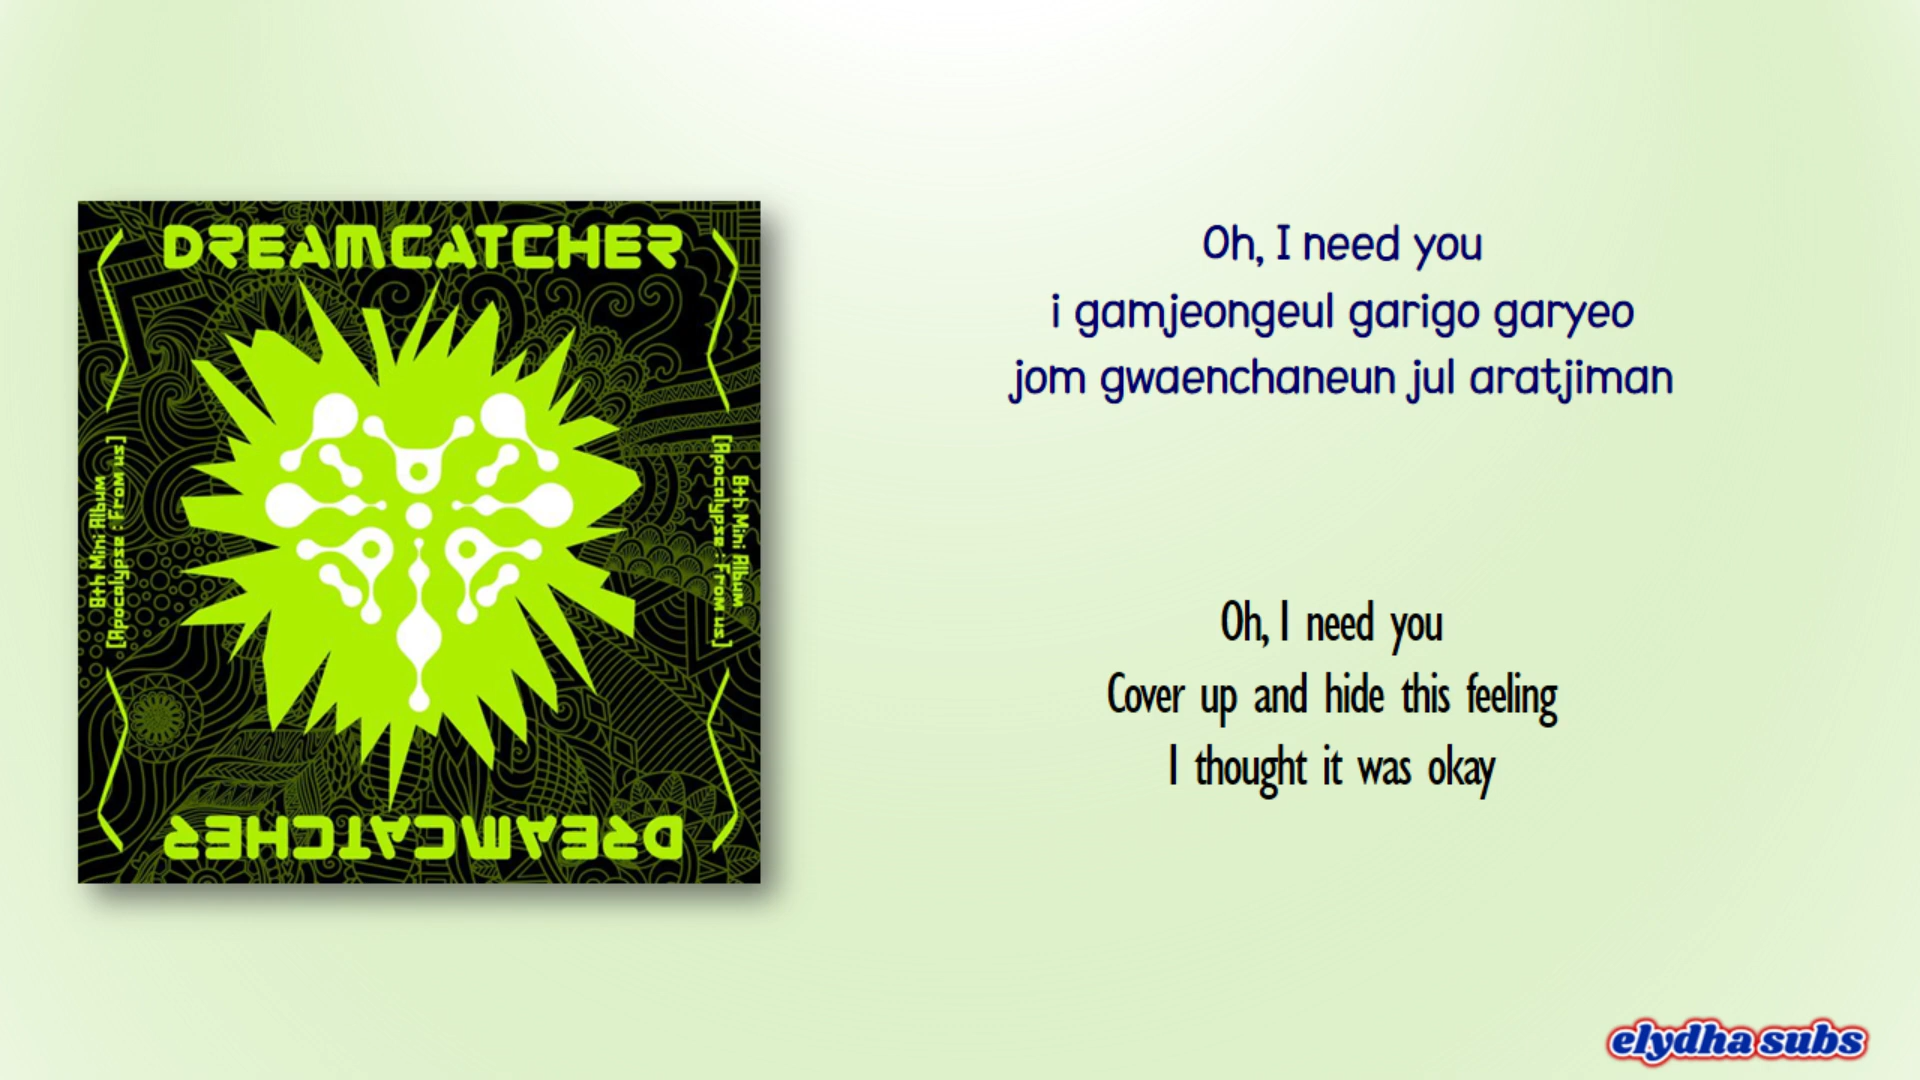 DREAMCATCHER
8th Mini Album
[Apocalypse : From us]
8th Mini Album
[Apocalypse : From us]
DREAMCATCHER
Oh, I need you
i gamjeongeul garigo garyeo
jom gwaenchaneun jul aratjiman
Oh, I need you
Cover up and hide this feeling
I thought it was okay
elydha subs